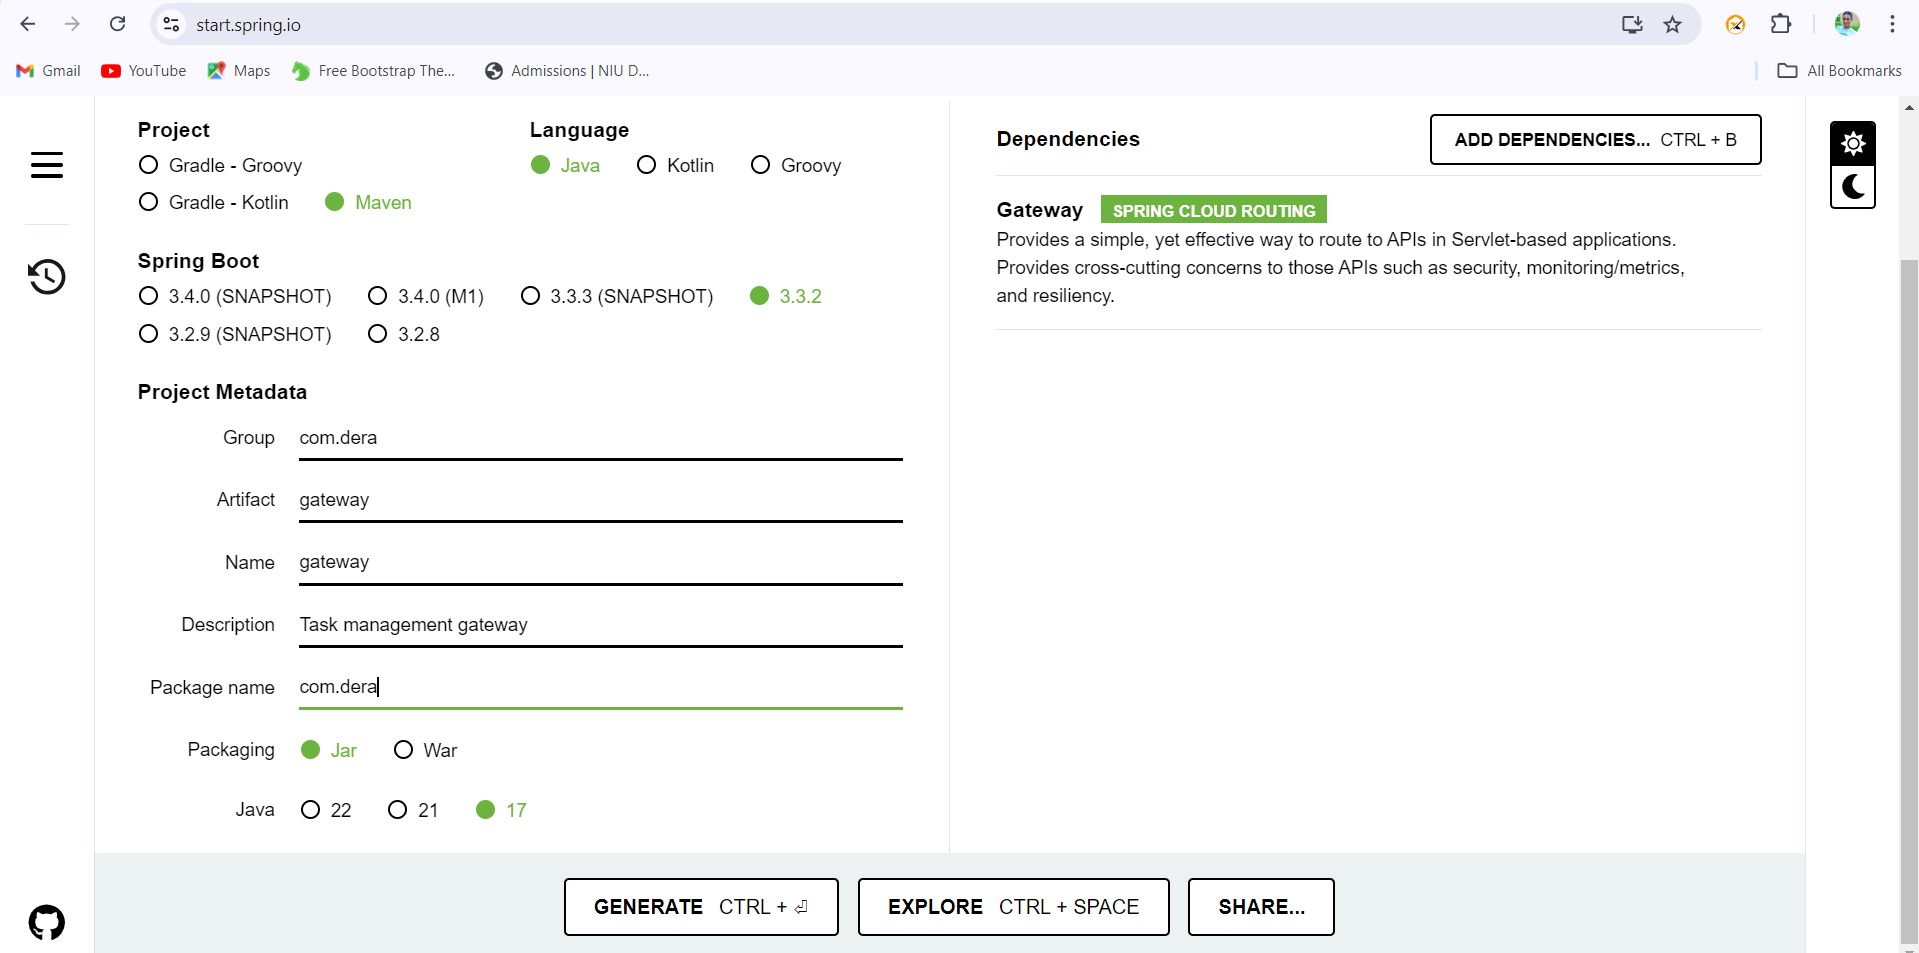 start.spring.io
Gmail YouTube Maps Free Bootstrap The... Admissions | NIU D... All Bookmarks
Project
Gradle - Groovy
Gradle - Kotlin Maven
Language
Java Kotlin Groovy
Spring Boot
3.4.0 (SNAPSHOT) 3.4.0 (M1) 3.3.3 (SNAPSHOT) 3.3.2
3.2.9 (SNAPSHOT) 3.2.8
Project Metadata
Group com.dera
Artifact gateway
Name gateway
Description Task management gateway
Package name com.dera
Packaging Jar War
Java 22 21 17
Dependencies ADD DEPENDENCIES... CTRL + B
Gateway SPRING CLOUD ROUTING
Provides a simple, yet effective way to route to APIs in Servlet-based applications.
Provides cross-cutting concerns to those APIs such as security, monitoring/metrics,
and resiliency.
GENERATE CTRL + ⏎ EXPLORE CTRL + SPACE SHARE...